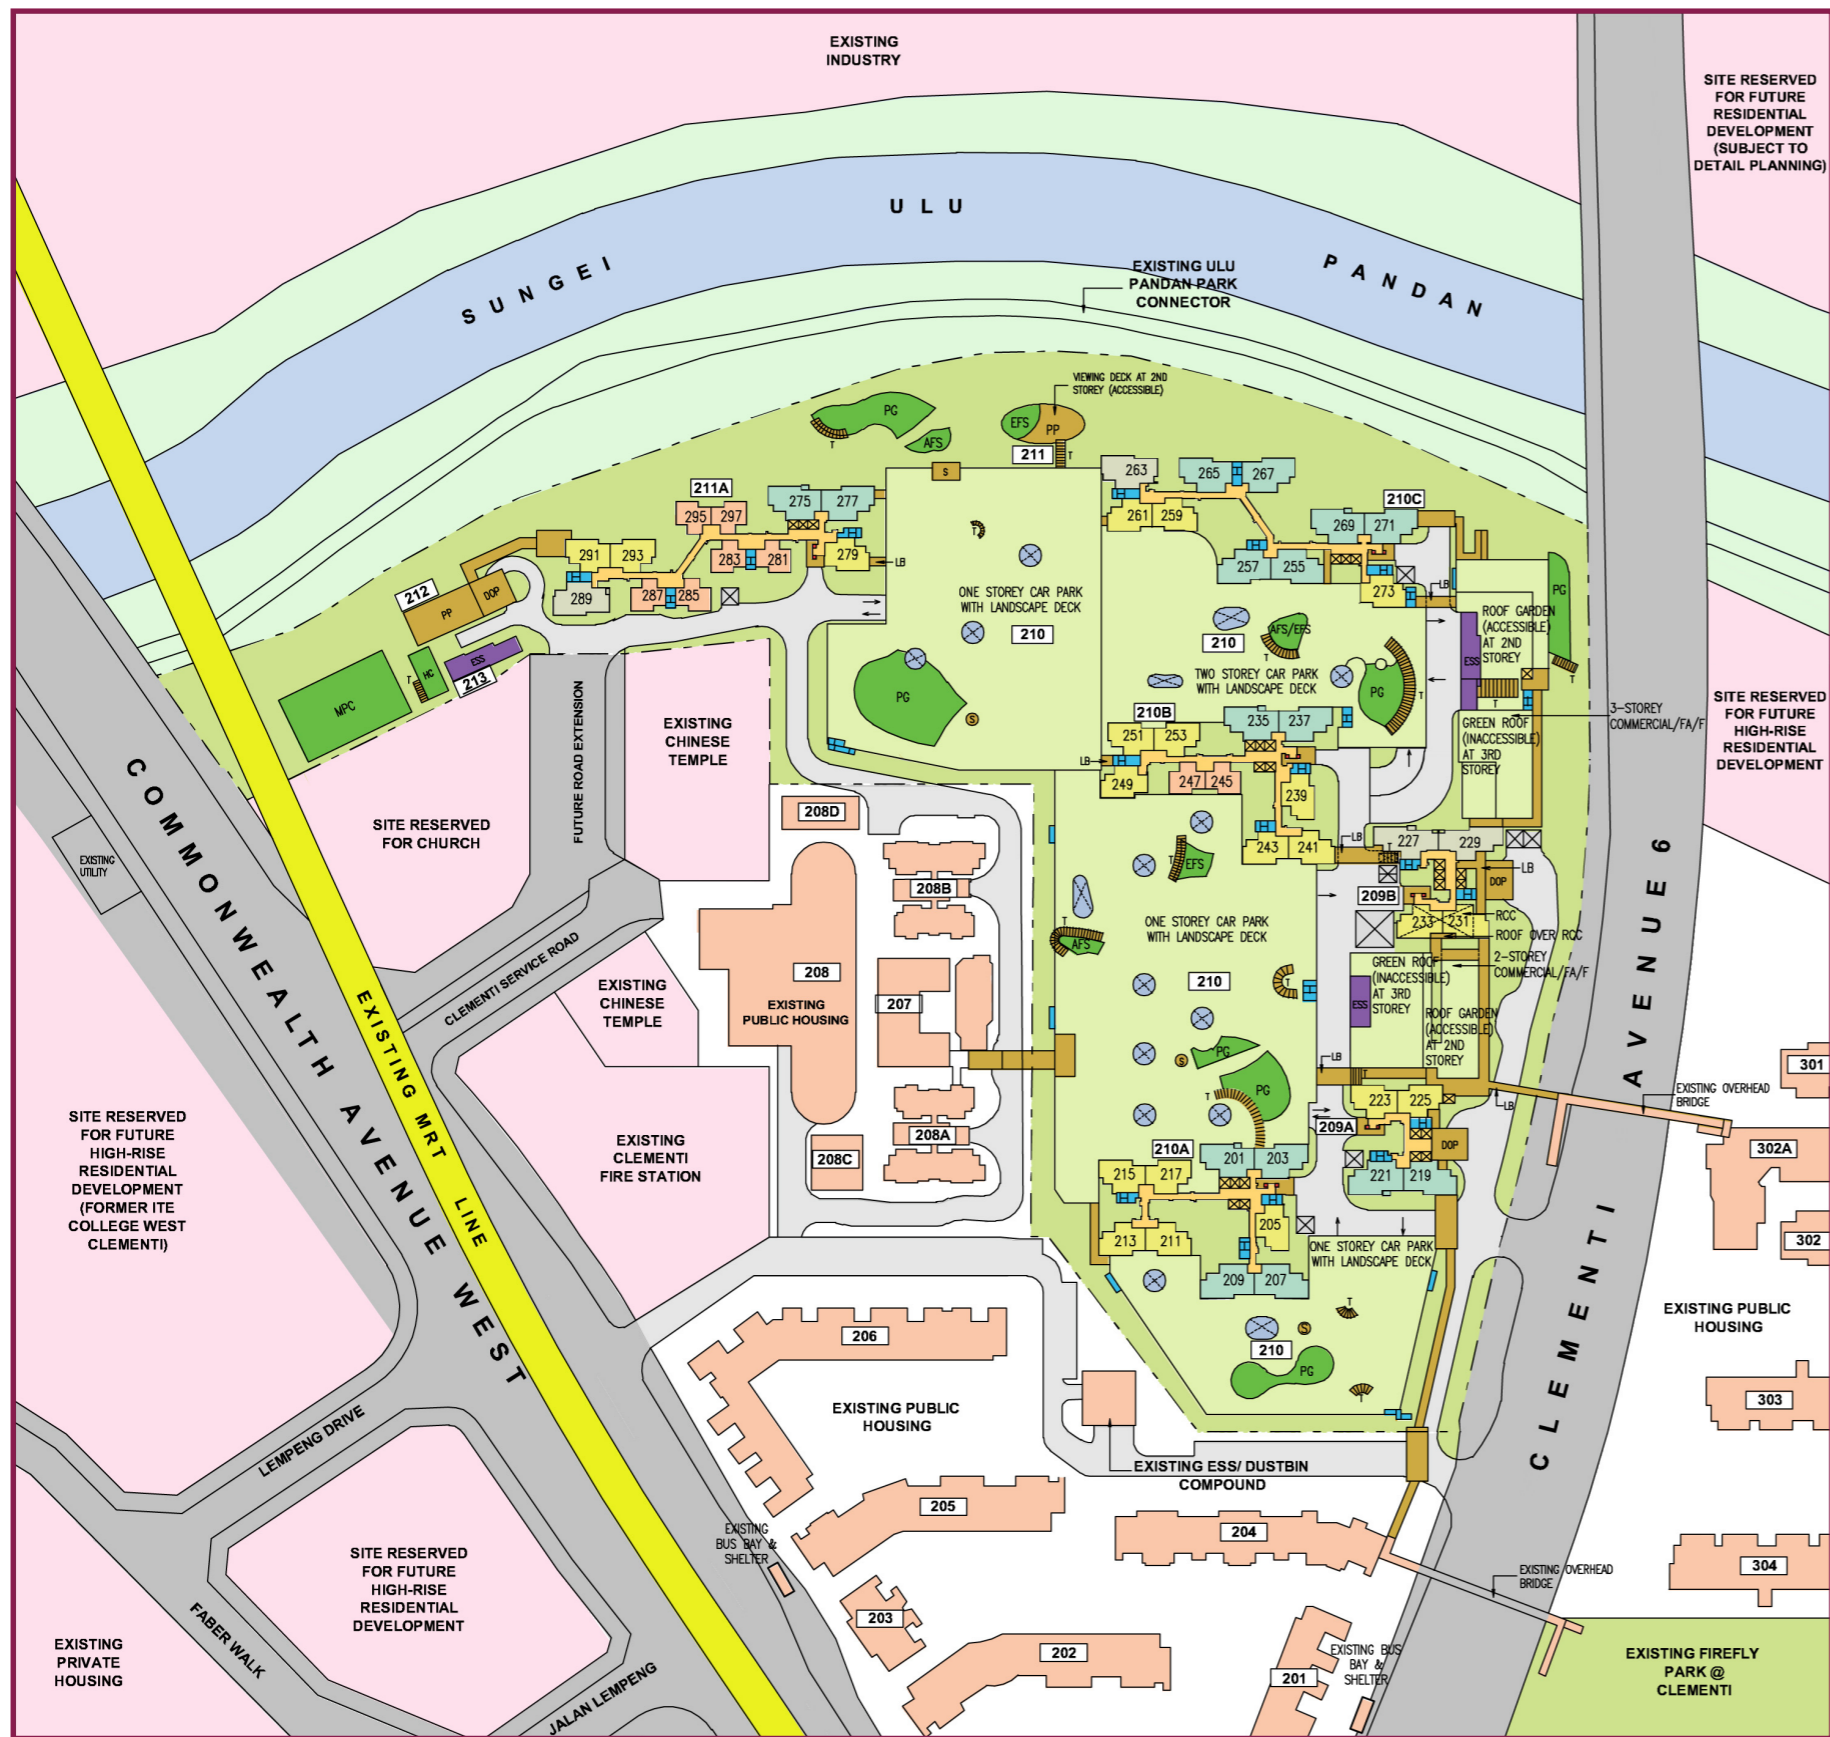 EXISTING
INDUSTRY
SITE RESERVED
FOR FUTURE
RESIDENTIAL
DEVELOPMENT
(SUBJECT TO
DETAIL PLANNING)
SUNGEI
ULU
PANDAN
EXISTING ULU
PANDAN PARK
CONNECTOR
VIEWING DECK AT 2ND
STOREY (ACCESSIBLE)
PG
T
AFS
EFS
PP
T
211
S
263
265
267
261
259
210C
269
271
257
255
273
LB
211A
275
277
295
297
291
293
283
281
279
LB
289
287
285
212
PP
DOP
ESS
213
HC
T
MPC
T
ONE STOREY CAR PARK
WITH LANDSCAPE DECK
210
PG
S
210
AFS/EFS
T
TWO STOREY CAR PARK
WITH LANDSCAPE DECK
PG
T
ROOF GARDEN
(ACCESSIBLE)
AT 2ND
STOREY
ESS
PG
T
T
GREEN ROOF
(INACCESSIBLE)
AT 3RD
STOREY
3-STOREY
COMMERCIAL/FA/F
SITE RESERVED
FOR FUTURE
HIGH-RISE
RESIDENTIAL
DEVELOPMENT
FUTURE ROAD EXTENSION
EXISTING
CHINESE
TEMPLE
SITE RESERVED
FOR CHURCH
EXISTING
UTILITY
210B
235
237
251
253
LB
249
247
245
239
243
241
LB
227
229
T
LB
DOP
209B
233
231
RCC
ROOF OVER RCC
2-STOREY
COMMERCIAL/FA/F
T
EFS
T
AFS
ONE STOREY CAR PARK
WITH LANDSCAPE DECK
210
T
GREEN ROOF
(INACCESSIBLE)
AT 3RD
STOREY
ESS
ROOF GARDEN
(ACCESSIBLE)
AT 2ND
STOREY
S
PG
PG
T
LB
T
LB
223
225
209A
DOP
221
219
210A
201
203
215
217
213
211
205
209
207
ONE STOREY CAR PARK
WITH LANDSCAPE DECK
T
S
210
PG
T
208D
208B
208
EXISTING
PUBLIC HOUSING
207
208A
208C
CLEMENTI SERVICE ROAD
EXISTING
CHINESE
TEMPLE
EXISTING
CLEMENTI
FIRE STATION
COMMONWEALTH AVENUE WEST
EXISTING MRT LINE
CLEMENTI AVENUE 6
SITE RESERVED
FOR FUTURE
HIGH-RISE
RESIDENTIAL
DEVELOPMENT
(FORMER ITE
COLLEGE WEST
CLEMENTI)
EXISTING OVERHEAD
BRIDGE
301
302A
302
EXISTING PUBLIC
HOUSING
303
304
206
EXISTING PUBLIC
HOUSING
EXISTING ESS/ DUSTBIN
COMPOUND
205
204
EXISTING
BUS BAY &
SHELTER
203
202
201
EXISTING BUS
BAY &
SHELTER
EXISTING OVERHEAD
BRIDGE
EXISTING FIREFLY
PARK @
CLEMENTI
LEMPENG DRIVE
SITE RESERVED
FOR FUTURE
HIGH-RISE
RESIDENTIAL
DEVELOPMENT
FABER WALK
JALAN LEMPENG
EXISTING
PRIVATE
HOUSING